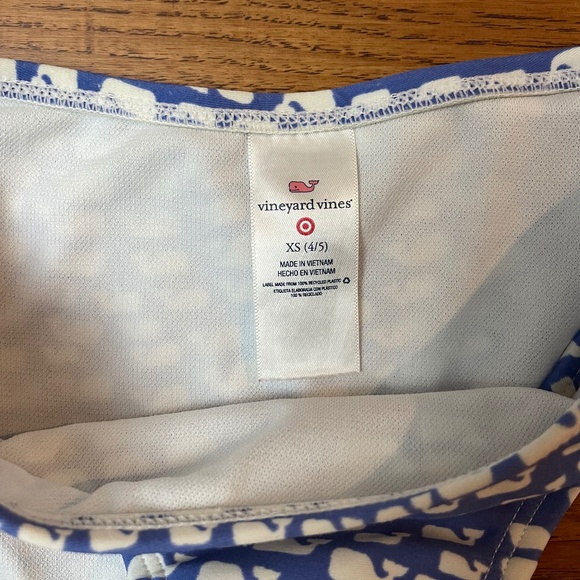 vineyard vines®
XS (4/5)
MADE IN VIETNAM
HECHO EN VIETNAM
LABEL MADE FROM 100% RECYCLED PLASTIC
ETIQUETA ELABORADA CON PLÁSTICO
100 % RECICLADO